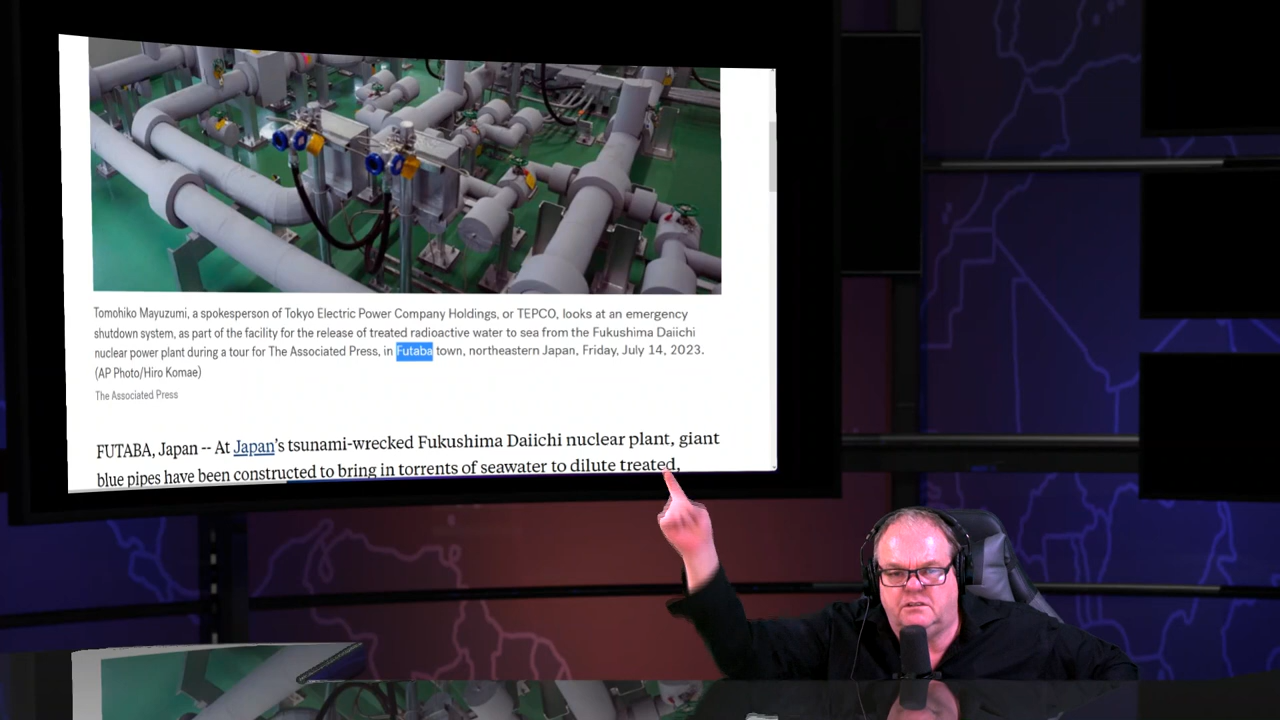 Tomohiko Mayuzumi, a spokesperson of Tokyo Electric Power Company Holdings, or TEPCO, looks at an emergency
shutdown system, as part of the facility for the release of treated radioactive water to sea from the Fukushima Daiichi
nuclear power plant during a tour for The Associated Press, in Futaba town, northeastern Japan, Friday, July 14, 2023.
(AP Photo/Hiro Komae)
The Associated Press
FUTABA, Japan -- At Japan's tsunami-wrecked Fukushima Daiichi nuclear plant, giant
blue pipes have been constructed to bring in torrents of seawater to dilute treated,